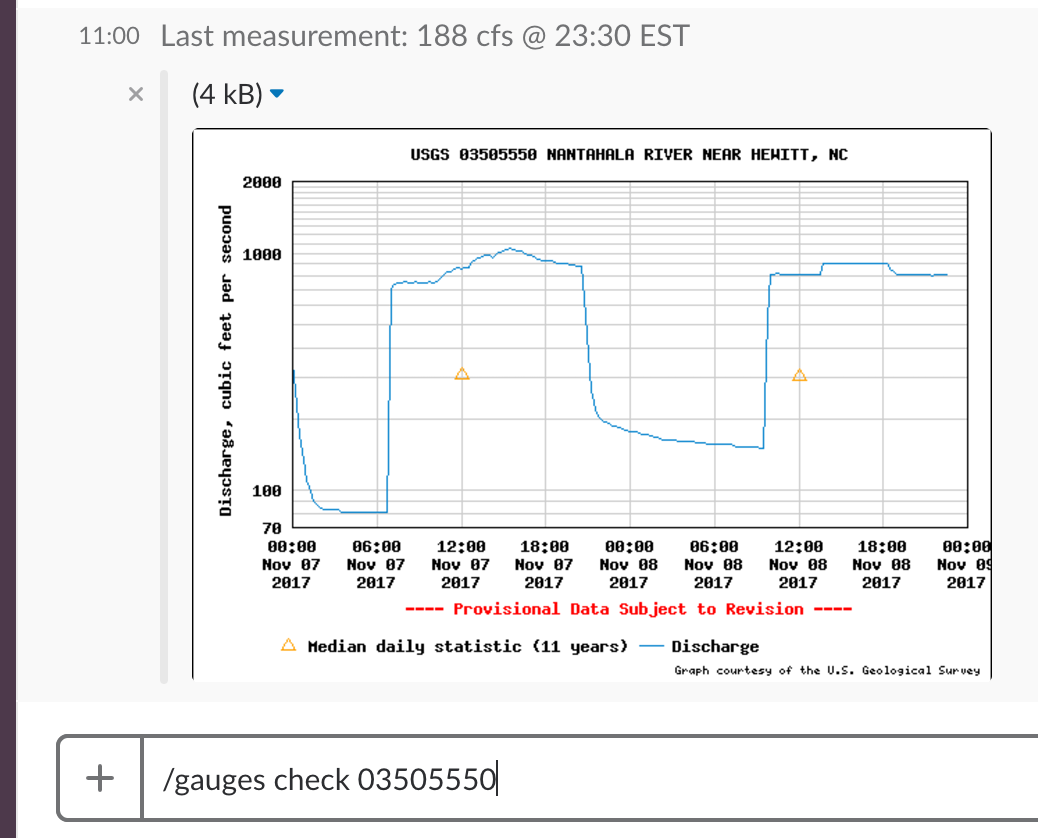 11:00 Last measurement: 188 cfs @ 23:30 EST
× (4 kB)
USGS 03505550 NANTAHALA RIVER NEAR HEWITT, NC
Discharge, cubic feet per second
2000
1000
100
70
00:00 06:00 12:00 18:00 00:00 06:00 12:00 18:00 00:00
Nov 07 Nov 07 Nov 07 Nov 07 Nov 08 Nov 08 Nov 08 Nov 08 Nov 09
2017 2017 2017 2017 2017 2017 2017 2017 2017
---- Provisional Data Subject to Revision ----
Median daily statistic (11 years) Discharge
Graph courtesy of the U.S. Geological Survey
+ /gauges check 03505550